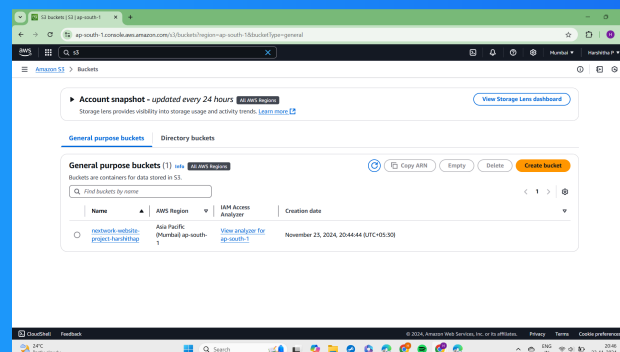 S3 buckets | S3 | ap-south-1
ap-south-1.console.aws.amazon.com/s3/buckets?region=ap-south-1&bucketType=general
aws
s3
Mumbai
Harshitha P
Amazon S3 > Buckets
Account snapshot - updated every 24 hours All AWS Regions
View Storage Lens dashboard
Storage lens provides visibility into storage usage and activity trends. Learn more
General purpose buckets Directory buckets
General purpose buckets (1) Info All AWS Regions
Copy ARN Empty Delete Create bucket
Buckets are containers for data stored in S3.
Find buckets by name
1
Name AWS Region IAM Access Analyzer Creation date
nextwork-website-project-harshithap
Asia Pacific (Mumbai) ap-south-1
View analyzer for ap-south-1
November 23, 2024, 20:44:44 (UTC+05:30)
CloudShell Feedback © 2024, Amazon Web Services, Inc. or its affiliates. Privacy Terms Cookie preferences
24°C
Search
ENG
20:46